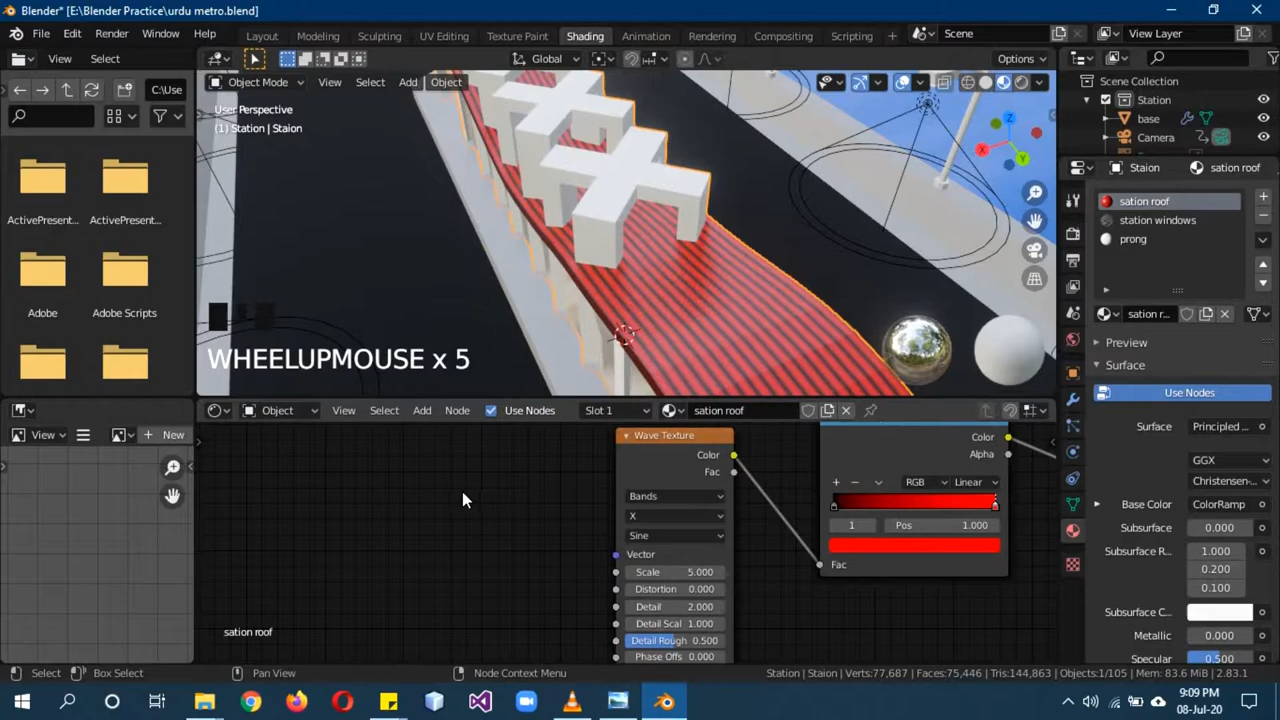 Blender* [E:\Blender Practice\urdu metro.blend]
File Edit Render Window Help Layout Modeling Sculpting UV Editing Texture Paint Shading Animation Rendering Compositing Scripting + Scene View Layer
View Select Global Options
Object Mode View Select Add Object Scene Collection
C:\Use Station
User Perspective
(1) Station | Staion
base
Camera
Staion sation roof
ActivePresent... ActivePresent...
sation roof
station windows
prong
Adobe Adobe Scripts
sation r...
Preview
WHEELUPMOUSE x 5
Surface
Use Nodes
Object View Select Add Node Use Nodes Slot 1 sation roof
View New
Surface Principled ...
GGX
Christensen-...
Base Color ColorRamp
Subsurface 0.000
Subsurface R... 1.000
0.200
0.100
Subsurface C...
Metallic 0.000
Specular 0.500
Wave Texture
Color
Fac
Bands
X
Sine
Vector
Scale 5.000
Distortion 0.000
Detail 2.000
Detail Scal 1.000
Detail Rough 0.500
Phase Offs 0.000
Color
Alpha
+ − RGB Linear
1 Pos 1.000
Fac
sation roof
Select Box Select Pan View Node Context Menu Station | Staion | Verts:77,687 | Faces:75,446 | Tris:144,863 | Objects:1/105 | Mem: 83.6 MiB | 2.83.1
9:09 PM
08-Jul-20